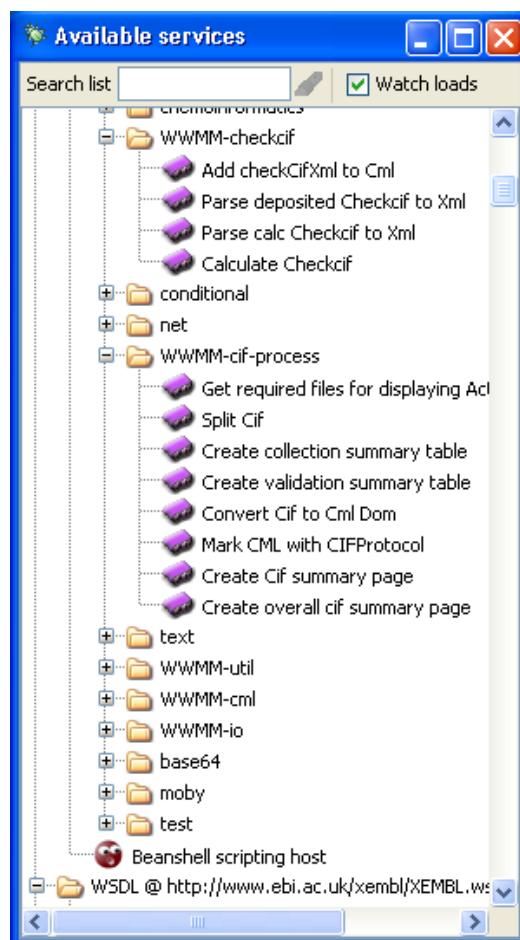 Available services
Search list Watch loads
chemoinformatics
WWMM-checkcif
Add checkCifXml to Cml
Parse deposited Checkcif to Xml
Parse calc Checkcif to Xml
Calculate Checkcif
conditional
net
WWMM-cif-process
Get required files for displaying Act
Split Cif
Create collection summary table
Create validation summary table
Convert Cif to Cml Dom
Mark CML with CIFProtocol
Create Cif summary page
Create overall cif summary page
text
WWMM-util
WWMM-cml
WWMM-io
base64
moby
test
Beanshell scripting host
WSDL @ http://www.ebi.ac.uk/xembl/XEMBL.ws